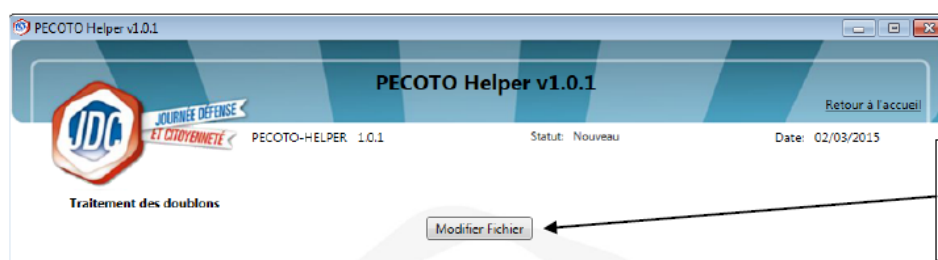 PECOTO Helper v1.0.1
PECOTO Helper v1.0.1
Retour à l'accueil
JDC
JOURNÉE DÉFENSE
ET CITOYENNETÉ
PECOTO-HELPER 1.0.1 Statut: Nouveau Date: 02/03/2015
Traitement des doublons
Modifier Fichier